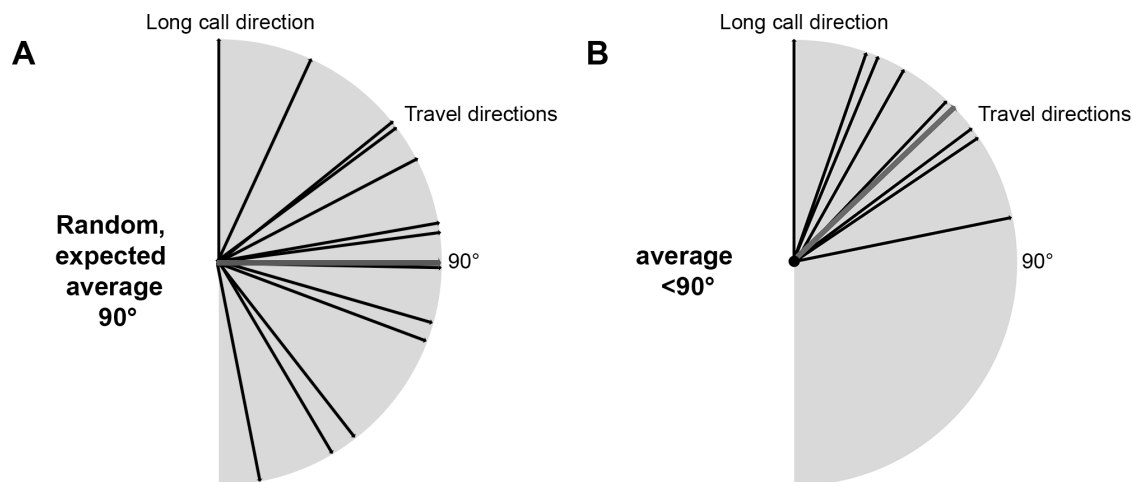 A
Long call direction
Travel directions
Random,
expected
average
90°
90°
B
Long call direction
Travel directions
average
<90°
90°